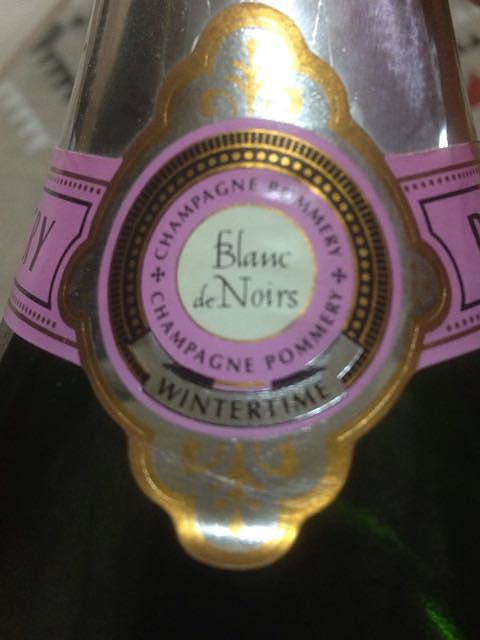 CHAMPAGNE POMMERY
Blanc
de Noirs
CHAMPAGNE POMMERY
WINTERTIME